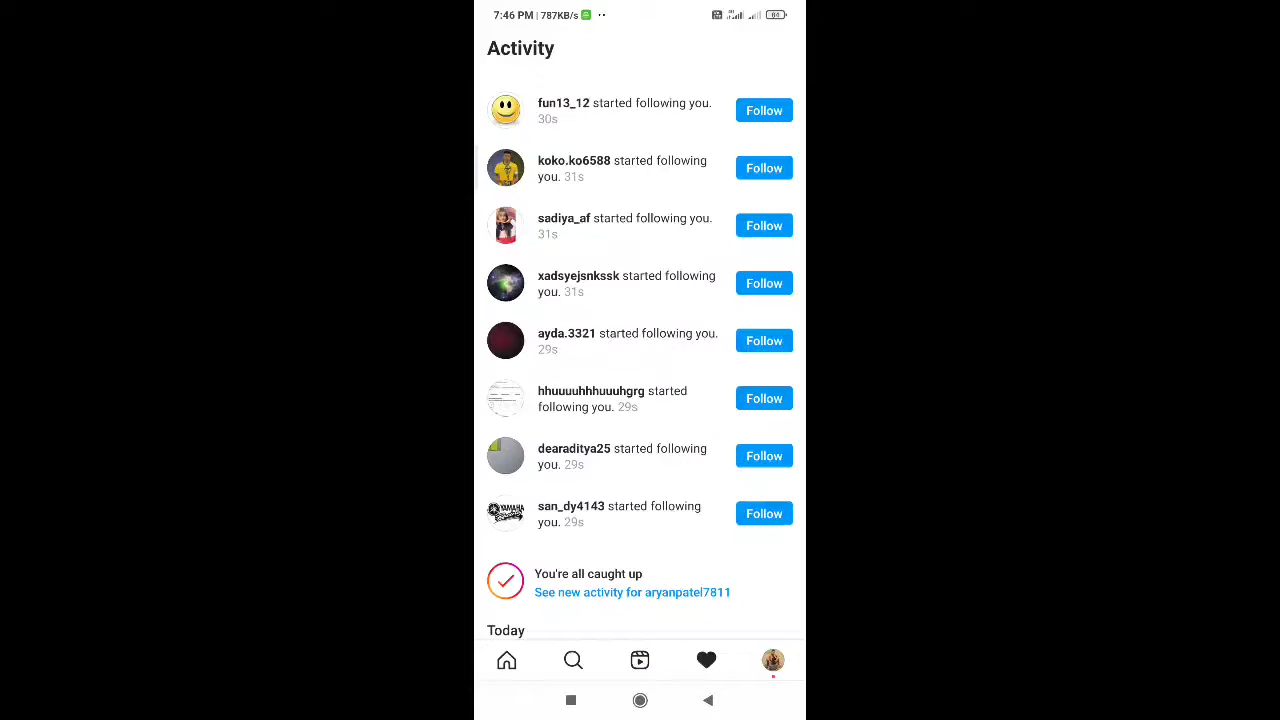 7:46 PM | 787KB/s
84
Activity
fun13_12 started following you.
30s
Follow
koko.ko6588 started following
you. 31s
Follow
sadiya_af started following you.
31s
Follow
xadsyejsnkssk started following
you. 31s
Follow
ayda.3321 started following you.
29s
Follow
hhuuuuhhhuuuhgrg started
following you. 29s
Follow
dearaditya25 started following
you. 29s
Follow
YAMAHA
san_dy4143 started following
you. 29s
Follow
You're all caught up
See new activity for aryanpatel7811
Today